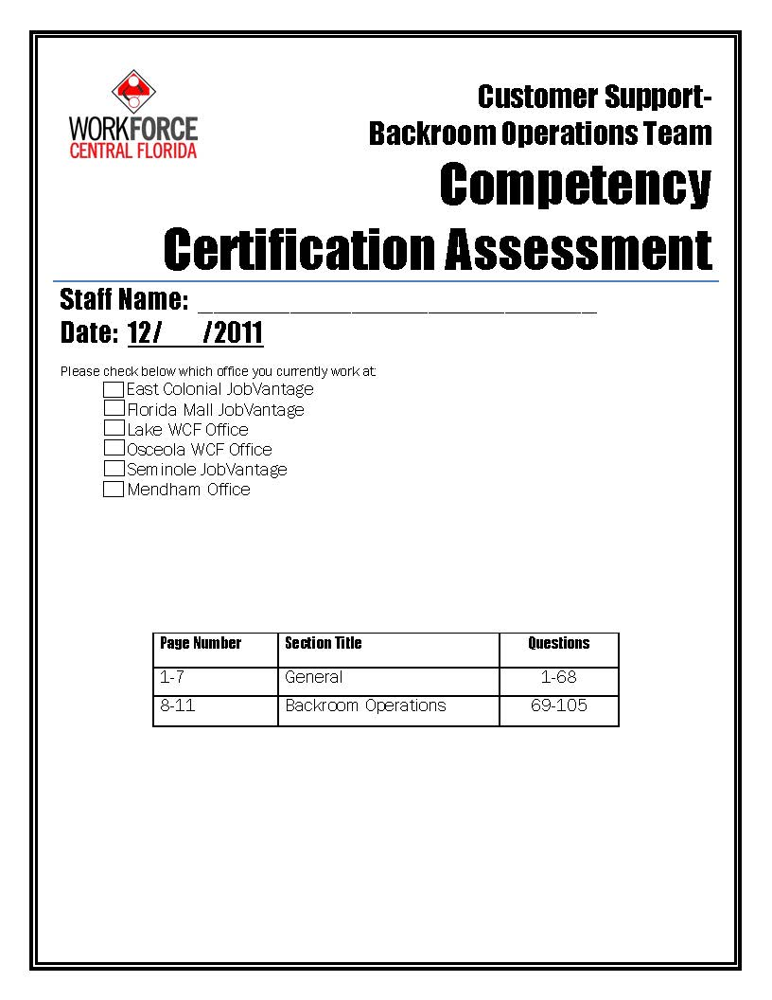 WORKFORCE
CENTRAL FLORIDA
Customer Support-
Backroom Operations Team
Competency
Certification Assessment
Staff Name: __________________________
Date: 12/ /2011
Please check below which office you currently work at:
East Colonial JobVantage
Florida Mall JobVantage
Lake WCF Office
Osceola WCF Office
Seminole JobVantage
Mendham Office
Page Number Section Title Questions
1-7 General 1-68
8-11 Backroom Operations 69-105